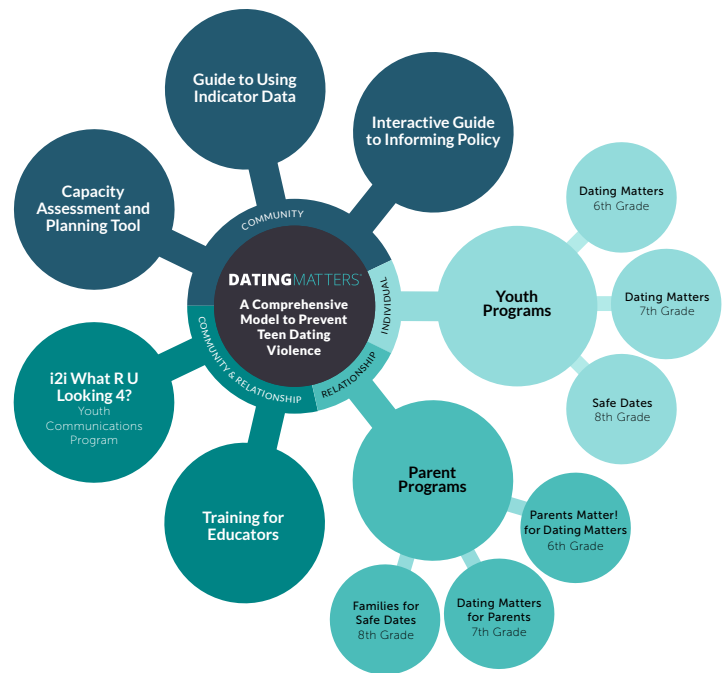 Guide to Using
Indicator Data
Interactive Guide
to Informing Policy
Capacity
Assessment and
Planning Tool
COMMUNITY
DATINGMATTERS
A Comprehensive
Model to Prevent
Teen Dating
Violence
INDIVIDUAL
RELATIONSHIP
COMMUNITY & RELATIONSHIP
Youth
Programs
Dating Matters
6th Grade
Dating Matters
7th Grade
Safe Dates
8th Grade
i2i What R U
Looking 4?
Youth
Communications
Program
Training for
Educators
Parent
Programs
Parents Matter!
for Dating Matters
6th Grade
Dating Matters
for Parents
7th Grade
Families for
Safe Dates
8th Grade